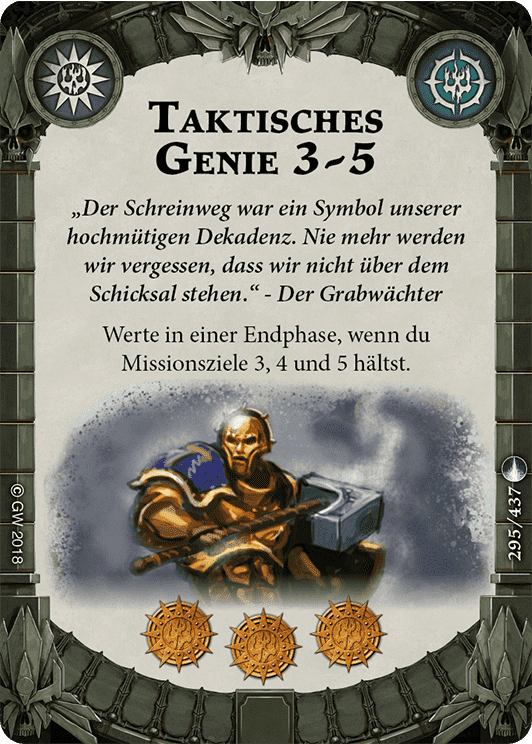 Taktisches
Genie 3-5
„Der Schreinweg war ein Symbol unserer
hochmütigen Dekadenz. Nie mehr werden
wir vergessen, dass wir nicht über dem
Schicksal stehen.“ - Der Grabwächter
Werte in einer Endphase, wenn du
Missionsziele 3, 4 und 5 hältst.
© GW 2018
295/437